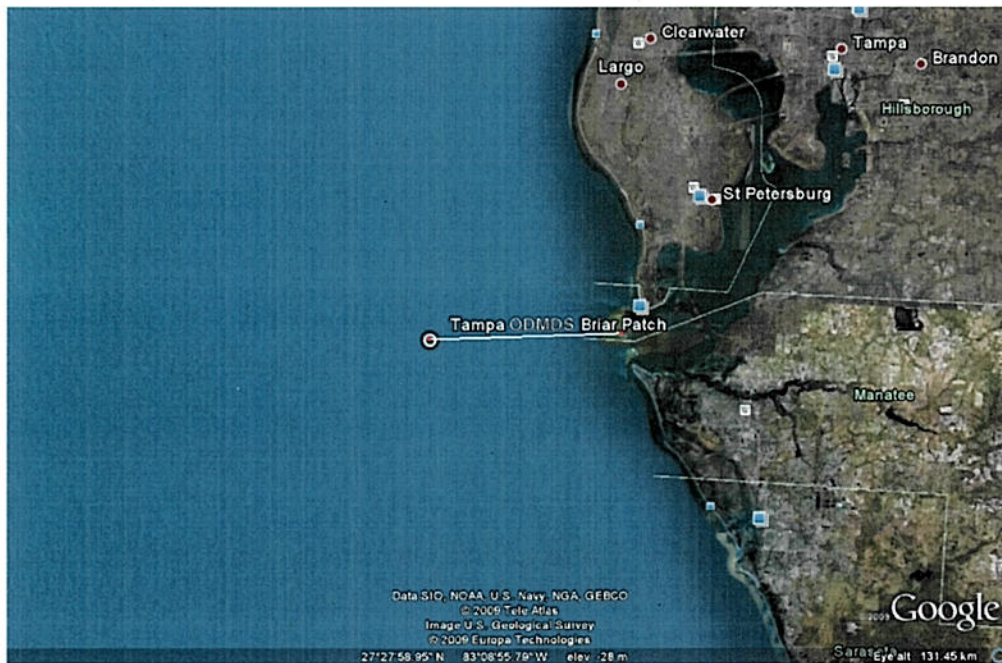 Clearwater
Tampa
Largo
Brandon
Hillsborough
St Petersburg
Tampa ODMDS Briar Patch
Manatee
Data SIO, NOAA, U.S. Navy, NGA, GEBCO
© 2009 Tele Atlas
Image U.S. Geological Survey
© 2009 Europa Technologies
©2009 Google
27°27'58.95" N 83°08'55.79" W elev -28 m
Sarasota
Eye alt 131.45 km